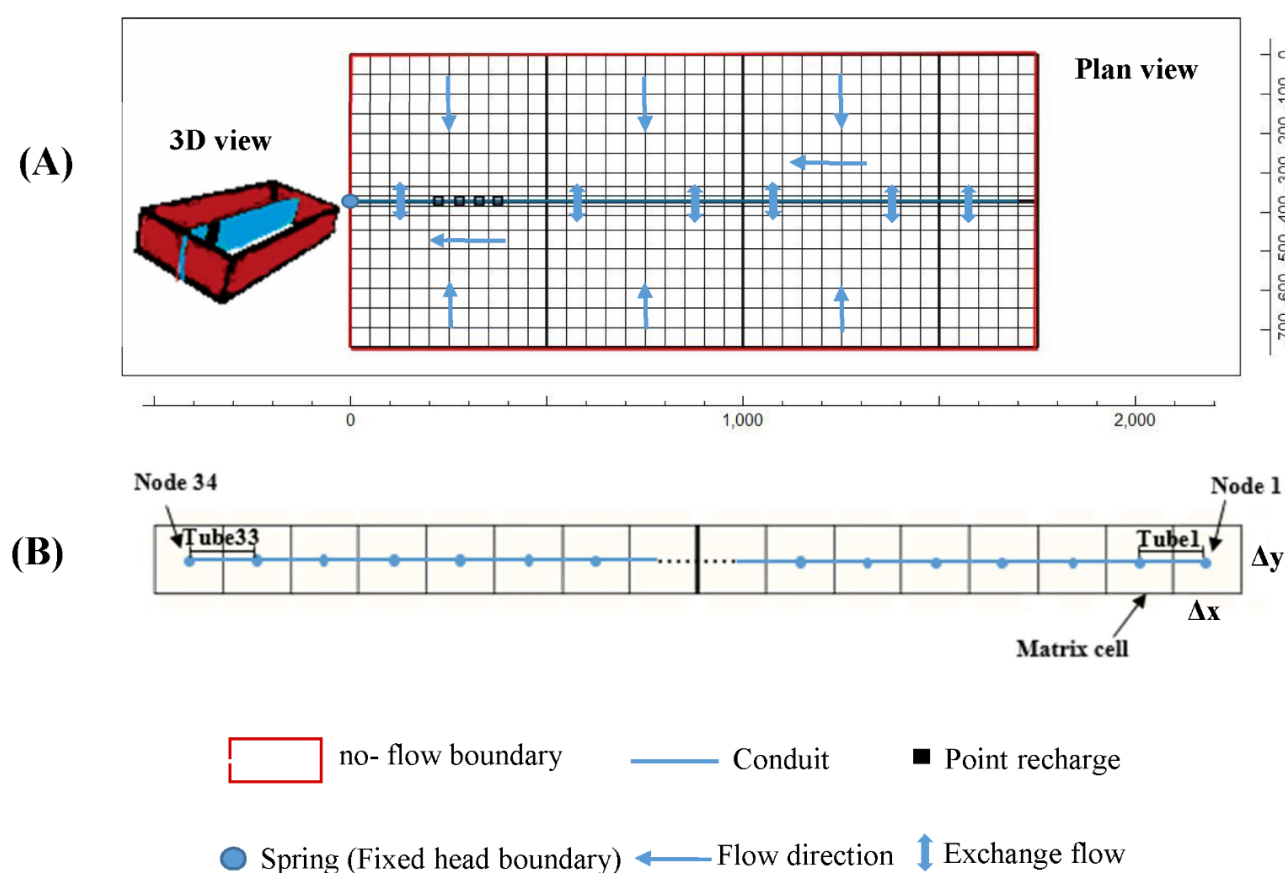 Plan view
3D view
(A)
0
100
200
300
400
500
600
700
0
1,000
2,000
Node 34
Node 1
Tube33
Tube1
(B)
Δy
Δx
Matrix cell
no- flow boundary
Conduit
Point recharge
Spring (Fixed head boundary)
Flow direction
Exchange flow